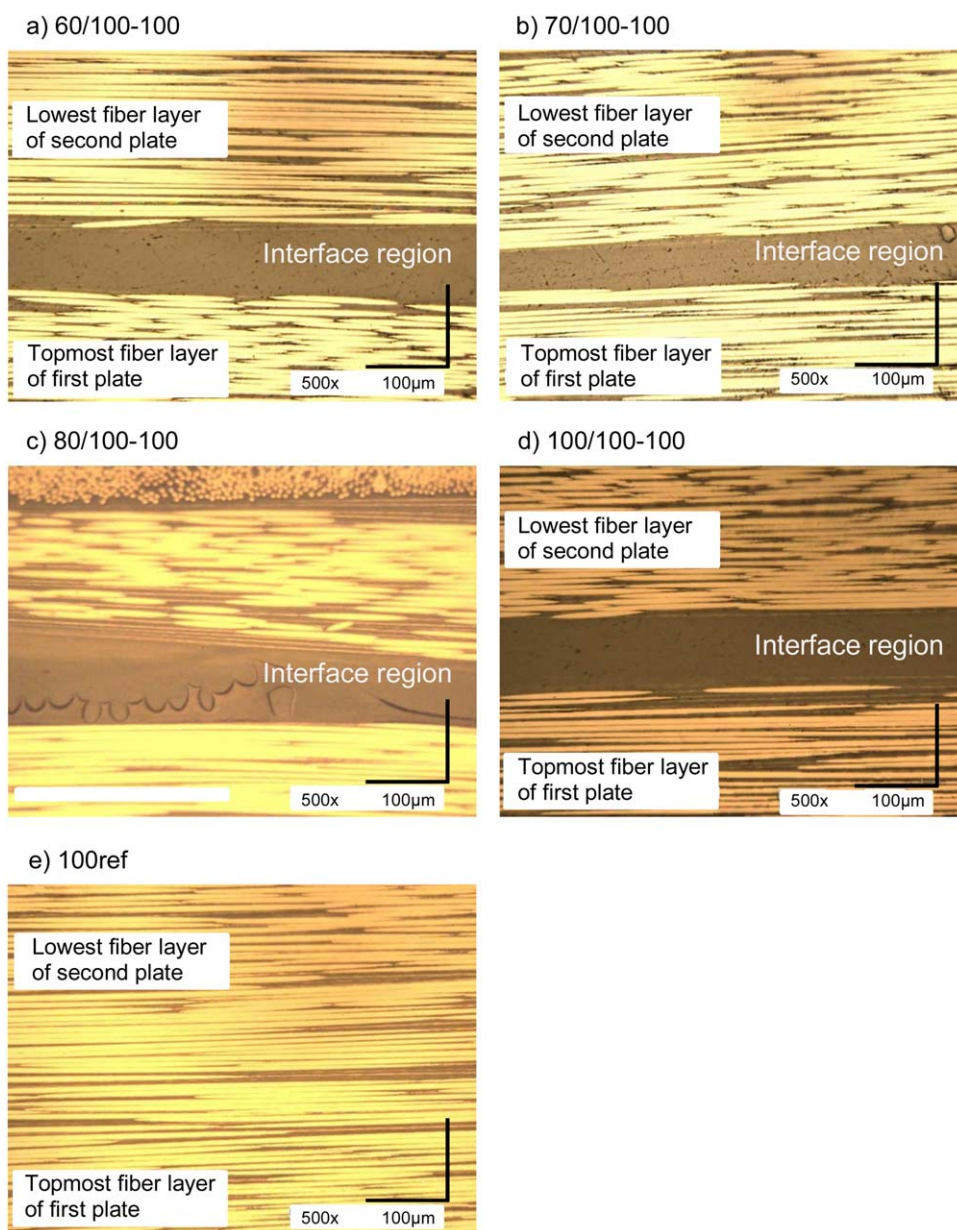 a) 60/100-100
Lowest fiber layer
of second plate
Interface region
Topmost fiber layer
of first plate
500x 100µm
b) 70/100-100
Lowest fiber layer
of second plate
Interface region
Topmost fiber layer
of first plate
500x 100µm
c) 80/100-100
Interface region
500x 100µm
d) 100/100-100
Lowest fiber layer
of second plate
Interface region
Topmost fiber layer
of first plate
500x 100µm
e) 100ref
Lowest fiber layer
of second plate
Topmost fiber layer
of first plate
500x 100µm